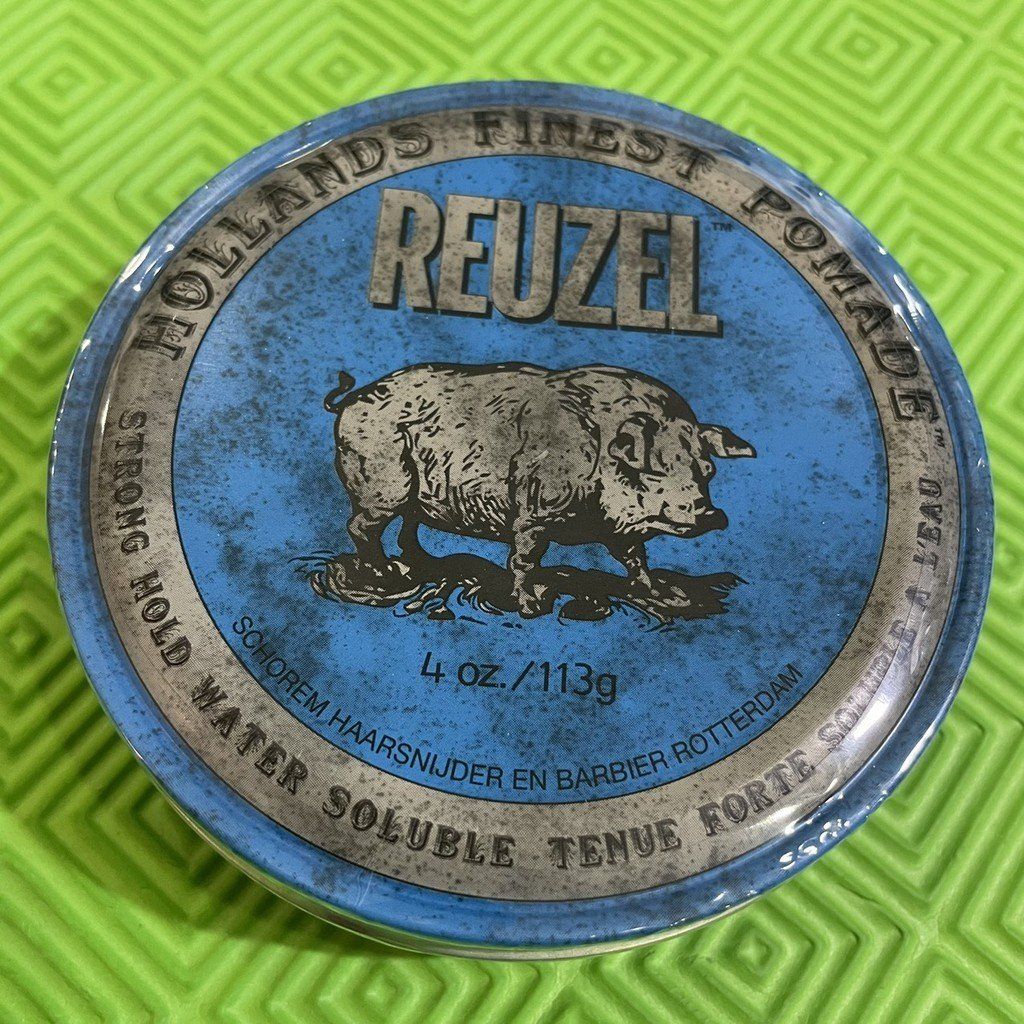 HOLLANDS FINEST POMADE™
REUZEL™
4 oz./113g
SCHOREM HAARSNIJDER EN BARBIER ROTTERDAM
STRONG HOLD WATER SOLUBLE TENUE FORTE SOLUBLE A L'EAU